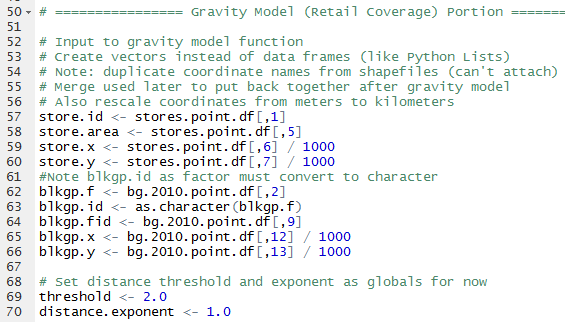 50 # ================ Gravity Model (Retail Coverage) Portion =======
51
52 # Input to gravity model function
53 # Create vectors instead of data frames (like Python Lists)
54 # Note: duplicate coordinate names from shapefiles (can't attach)
55 # Merge used later to put back together after gravity model
56 # Also rescale coordinates from meters to kilometers
57 store.id <- stores.point.df[,1]
58 store.area <- stores.point.df[,5]
59 store.x <- stores.point.df[,6] / 1000
60 store.y <- stores.point.df[,7] / 1000
61 #Note blkgp.id as factor must convert to character
62 blkgp.f <- bg.2010.point.df[,2]
63 blkgp.id <- as.character(blkgp.f)
64 blkgp.fid <- bg.2010.point.df[,9]
65 blkgp.x <- bg.2010.point.df[,12] / 1000
66 blkgp.y <- bg.2010.point.df[,13] / 1000
67
68 # Set distance threshold and exponent as globals for now
69 threshold <- 2.0
70 distance.exponent <- 1.0